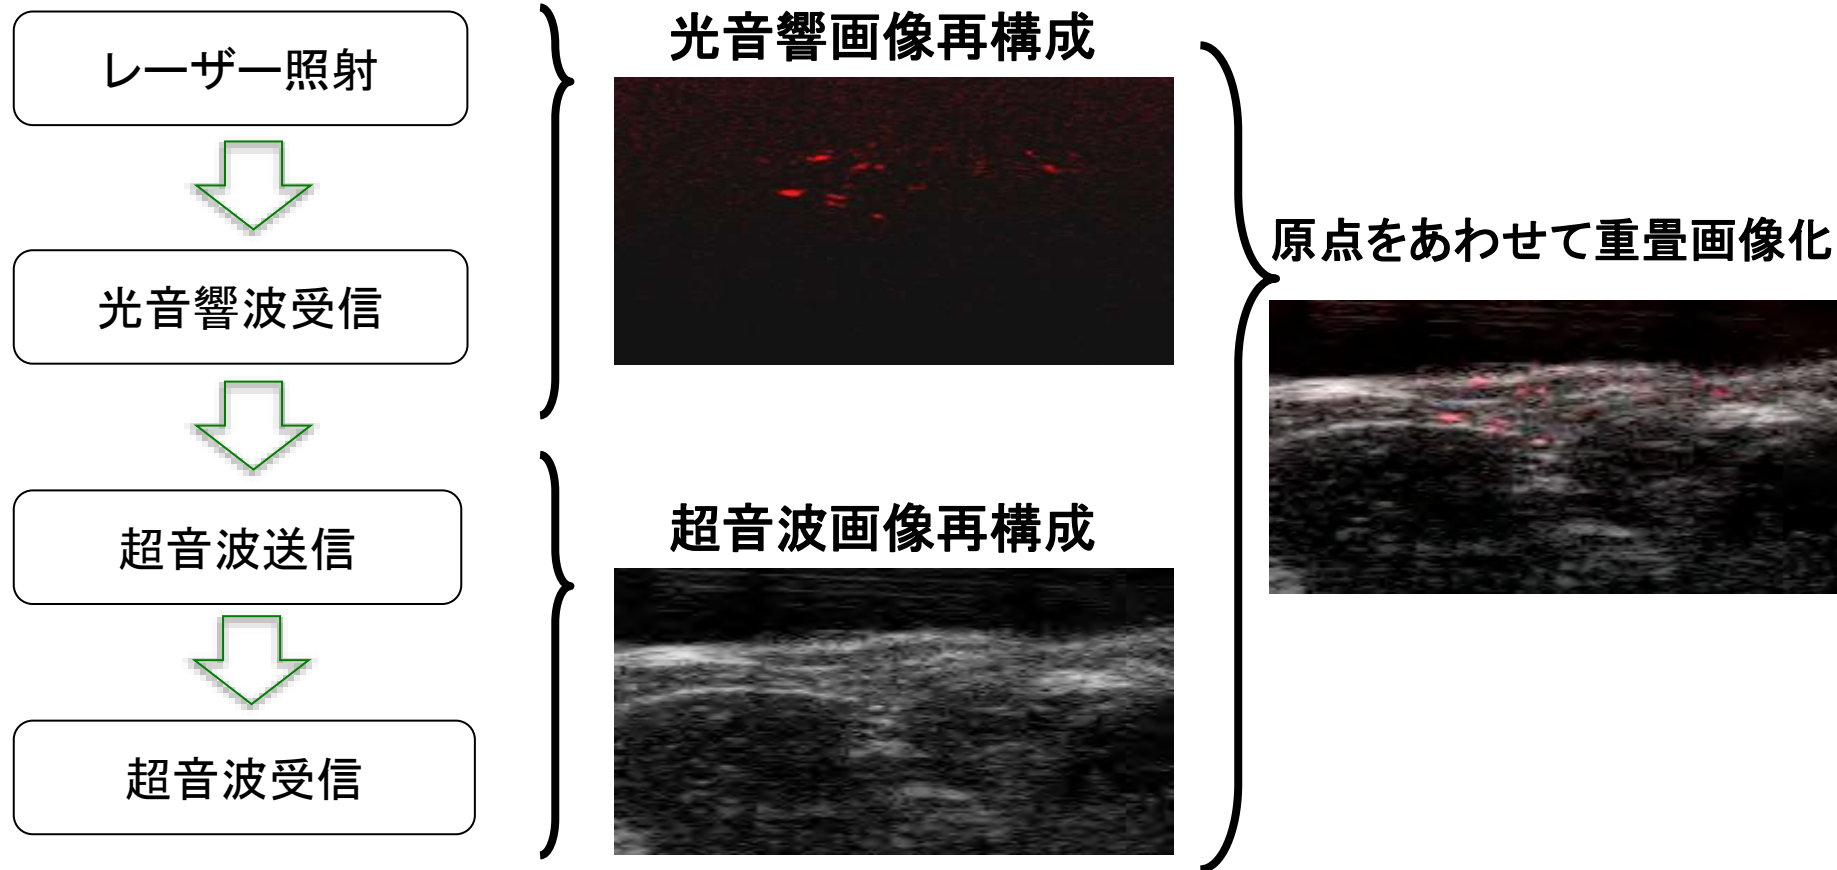 レーザー照射
光音響波受信
超音波送信
超音波受信
光音響画像再構成
超音波画像再構成
原点をあわせて重畳画像化